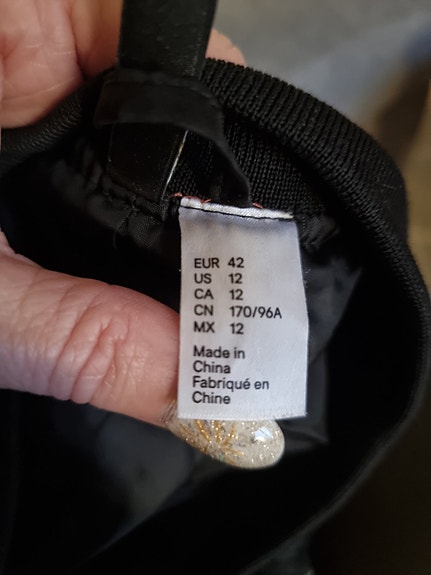 EUR 42
US 12
CA 12
CN 170/96A
MX 12
Made in
China
Fabriqué en
Chine